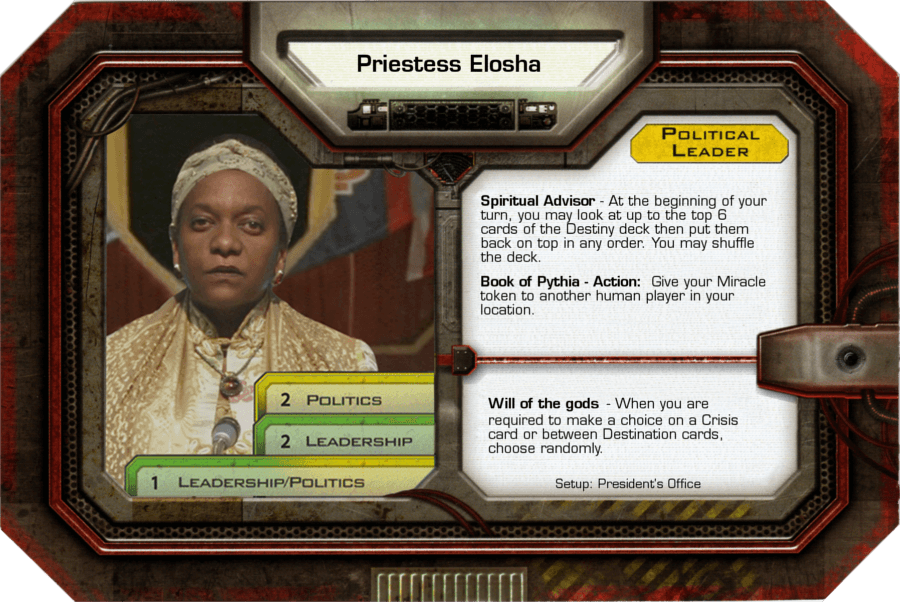 Priestess Elosha
Political
Leader
Spiritual Advisor - At the beginning of your
turn, you may look at up to the top 6
cards of the Destiny deck then put them
back on top in any order. You may shuffle
the deck.
Book of Pythia - Action: Give your Miracle
token to another human player in your
location.
2 Politics
2 Leadership
1 Leadership/Politics
Will of the gods - When you are
required to make a choice on a Crisis
card or between Destination cards,
choose randomly.
Setup: President's Office